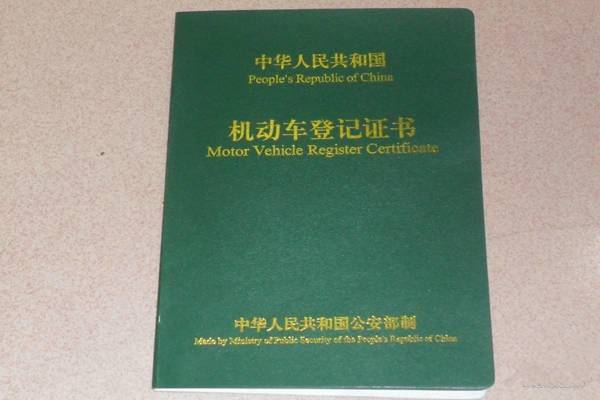 中华人民共和国
People's Republic of China
机动车登记证书
Motor Vehicle Register Certificate
中华人民共和国公安部制
Made by Ministry of Public Security of the People's Republic of China